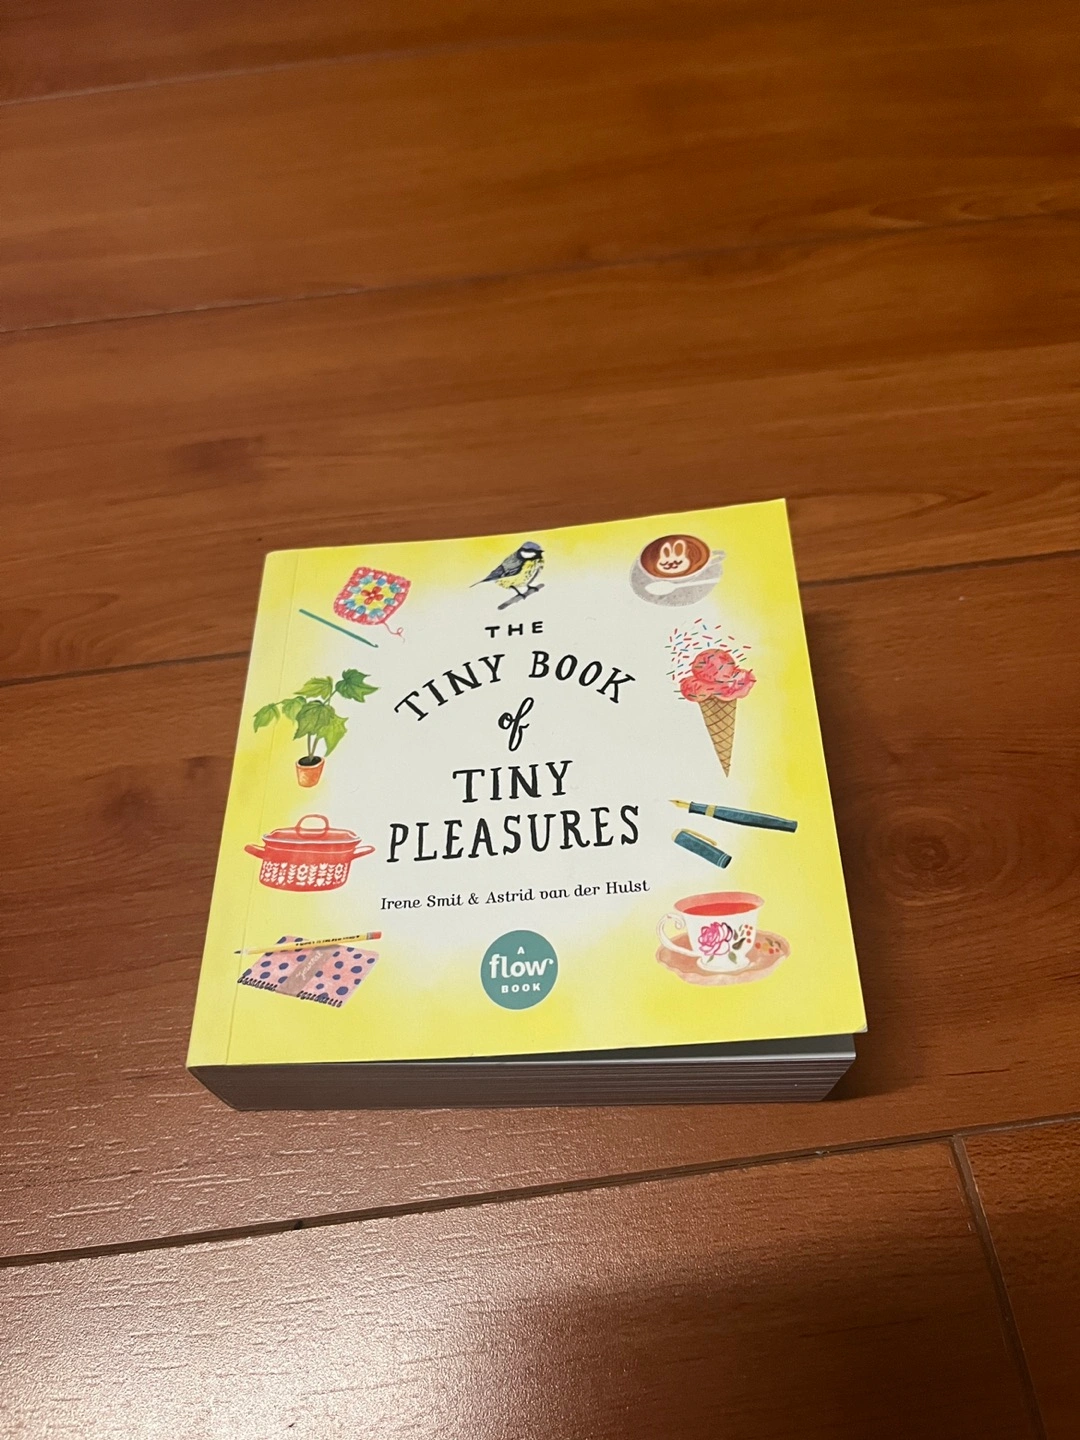 THE
TINY BOOK
of
TINY
PLEASURES
Irene Smit & Astrid van der Hulst
A
flow
BOOK